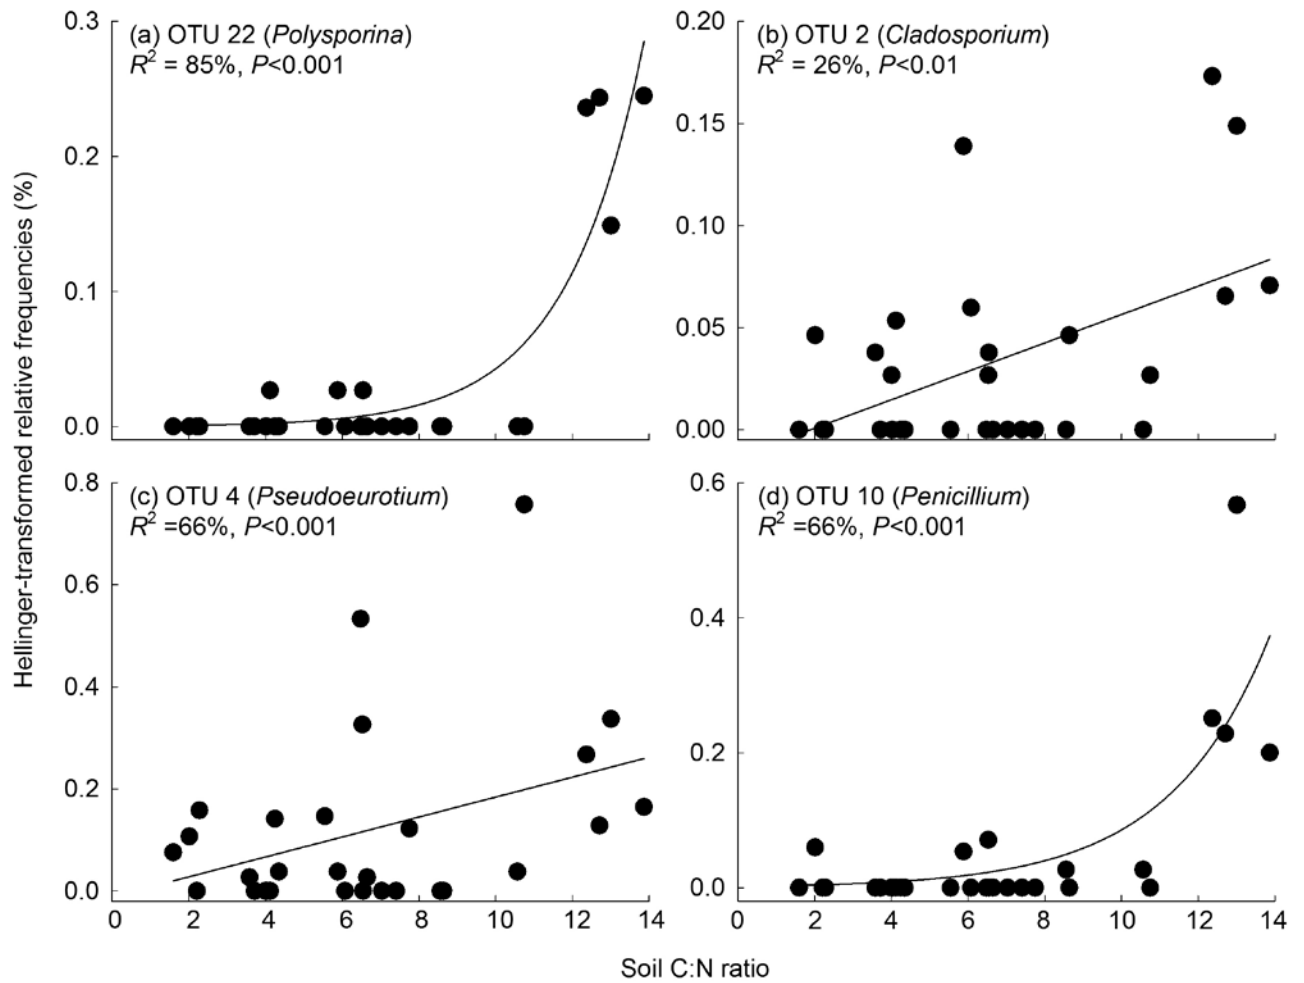 Hellinger-transformed relative frequencies (%)
(a) OTU 22 (Polysporina)
R² = 85%, P<0.001
0.3
0.2
0.1
0.0
(b) OTU 2 (Cladosporium)
R² = 26%, P<0.01
0.20
0.15
0.10
0.05
0.00
(c) OTU 4 (Pseudoeurotium)
R² =66%, P<0.001
0.8
0.6
0.4
0.2
0.0
0 2 4 6 8 10 12 14
(d) OTU 10 (Penicillium)
R² =66%, P<0.001
0.6
0.4
0.2
0.0
0 2 4 6 8 10 12 14
Soil C:N ratio